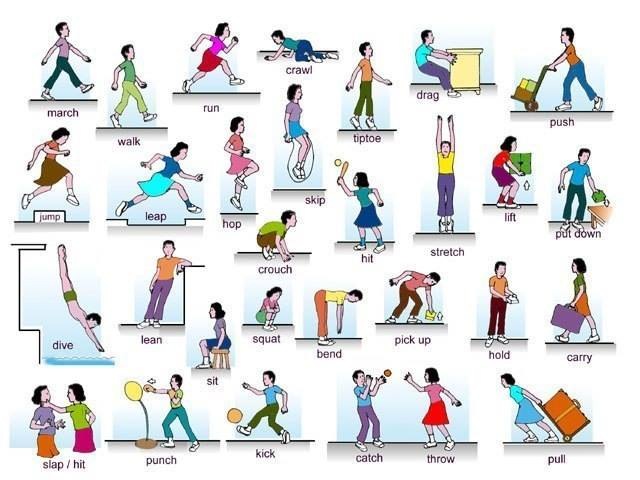 march
walk
run
crawl
tiptoe
drag
push
jump
leap
hop
skip
hit
stretch
lift
put down
dive
lean
crouch
sit
squat
bend
pick up
hold
carry
slap / hit
punch
kick
catch
throw
pull